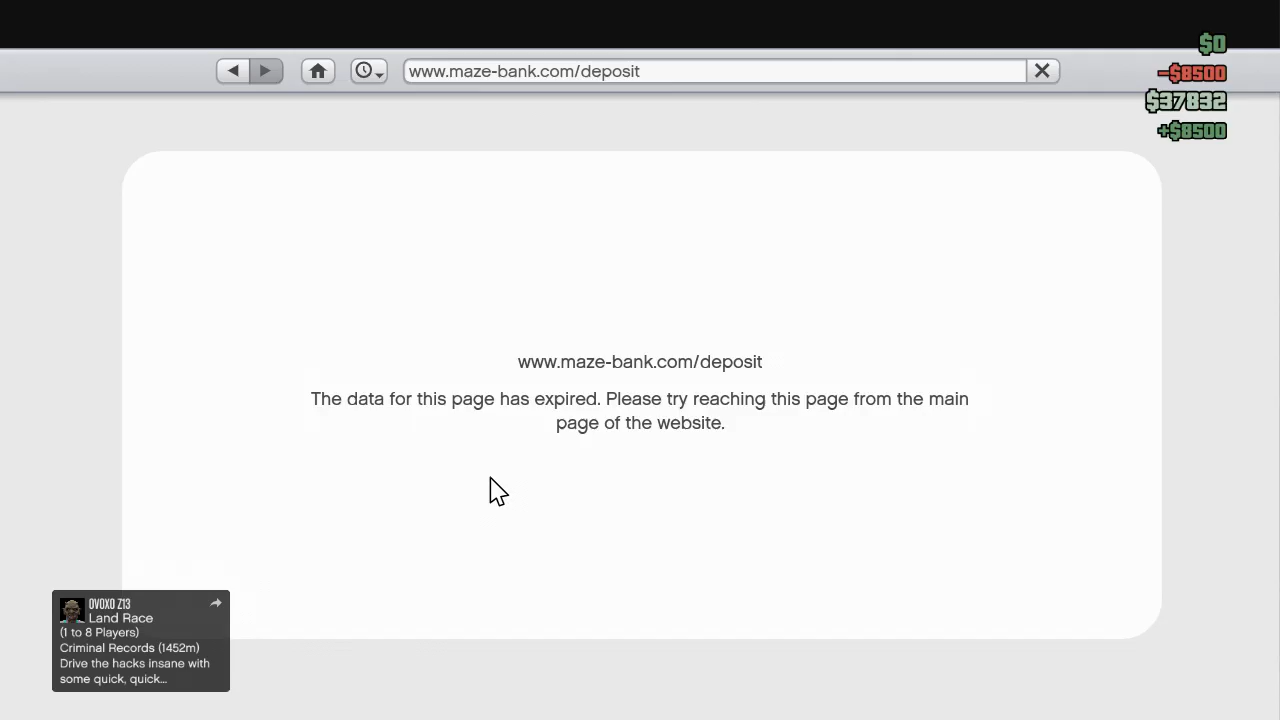 www.maze-bank.com/deposit
$0
-$8500
$37832
+$8500
www.maze-bank.com/deposit
The data for this page has expired. Please try reaching this page from the main
page of the website.
OVOXO Z13
Land Race
(1 to 8 Players)
Criminal Records (1452m)
Drive the hacks insane with
some quick, quick...